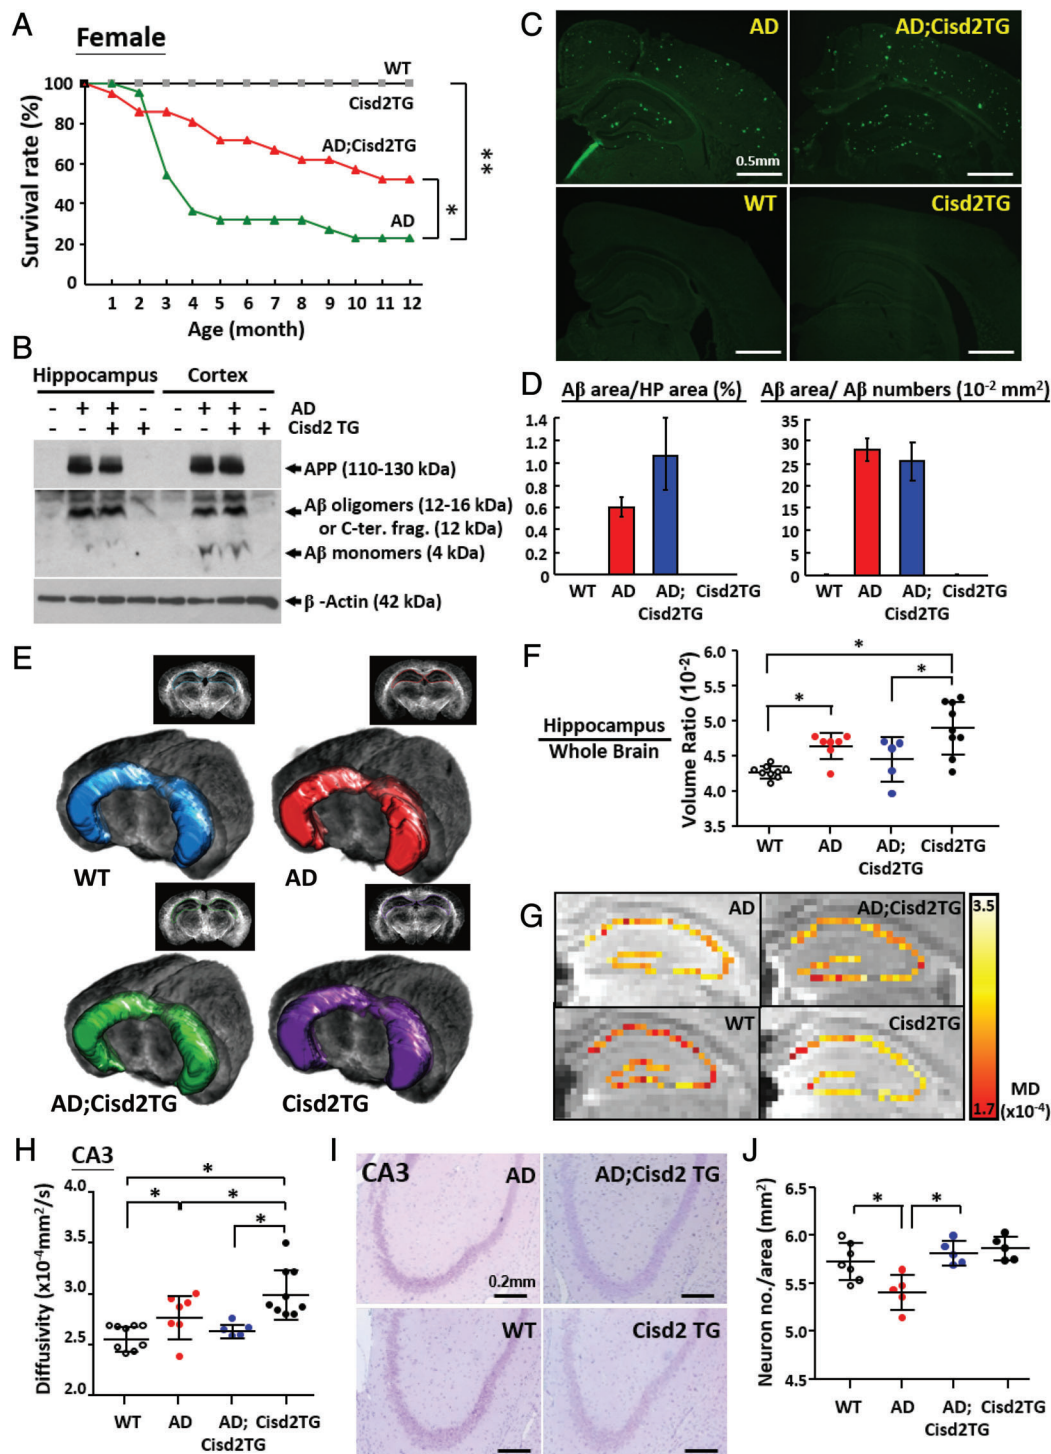 A
Female
Survival rate (%)
100
80
60
40
20
0
WT
Cisd2TG
AD;Cisd2TG
AD
**
*
1 2 3 4 5 6 7 8 9 10 11 12
Age (month)
B
Hippocampus Cortex
- + + - - + + - AD
- - + + - - + + Cisd2 TG
APP (110-130 kDa)
Aβ oligomers (12-16 kDa)
or C-ter. frag. (12 kDa)
Aβ monomers (4 kDa)
β -Actin (42 kDa)
C
AD
AD;Cisd2TG
0.5mm
WT
Cisd2TG
D
Aβ area/HP area (%)
1.4
1.2
1.0
0.8
0.6
0.4
0.2
0
WT AD AD; Cisd2TG
Cisd2TG
Aβ area/ Aβ numbers (10-2 mm2)
35
30
25
20
15
10
5
0
WT AD AD; Cisd2TG
Cisd2TG
E
WT
AD
AD;Cisd2TG
Cisd2TG
F
Hippocampus
Whole Brain
Volume Ratio (10-2)
6.0
5.5
5.0
4.5
4.0
3.5
*
*
*
WT AD AD; Cisd2TG
Cisd2TG
G
AD
AD;Cisd2TG
WT
Cisd2TG
3.5
1.7
MD
(x10-4)
H
CA3
Diffusivity (x10-4mm2/s)
4.0
3.0
2.5
2.0
*
*
*
*
WT AD AD; Cisd2TG
Cisd2TG
I
CA3
AD
AD;Cisd2 TG
0.2mm
WT
Cisd2 TG
J
Neuron no./area (mm2)
6.5
6.0
5.5
5.0
4.5
*
*
WT AD AD; Cisd2TG
Cisd2TG